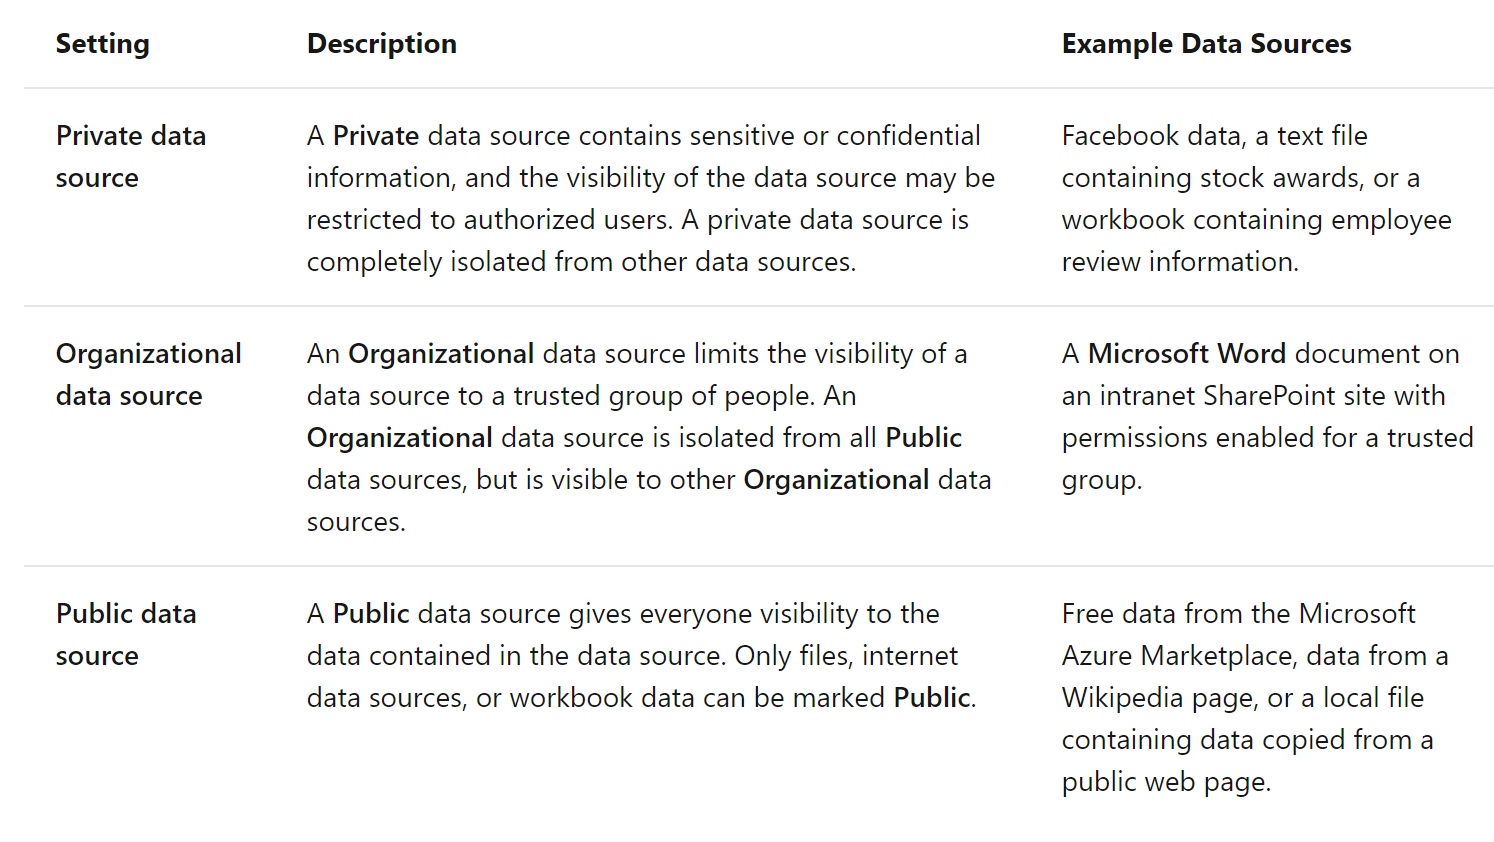 Setting
Description
Example Data Sources
Private data
source
A Private data source contains sensitive or confidential
information, and the visibility of the data source may be
restricted to authorized users. A private data source is
completely isolated from other data sources.
Facebook data, a text file
containing stock awards, or a
workbook containing employee
review information.
Organizational
data source
An Organizational data source limits the visibility of a
data source to a trusted group of people. An
Organizational data source is isolated from all Public
data sources, but is visible to other Organizational data
sources.
A Microsoft Word document on
an intranet SharePoint site with
permissions enabled for a trusted
group.
Public data
source
A Public data source gives everyone visibility to the
data contained in the data source. Only files, internet
data sources, or workbook data can be marked Public.
Free data from the Microsoft
Azure Marketplace, data from a
Wikipedia page, or a local file
containing data copied from a
public web page.